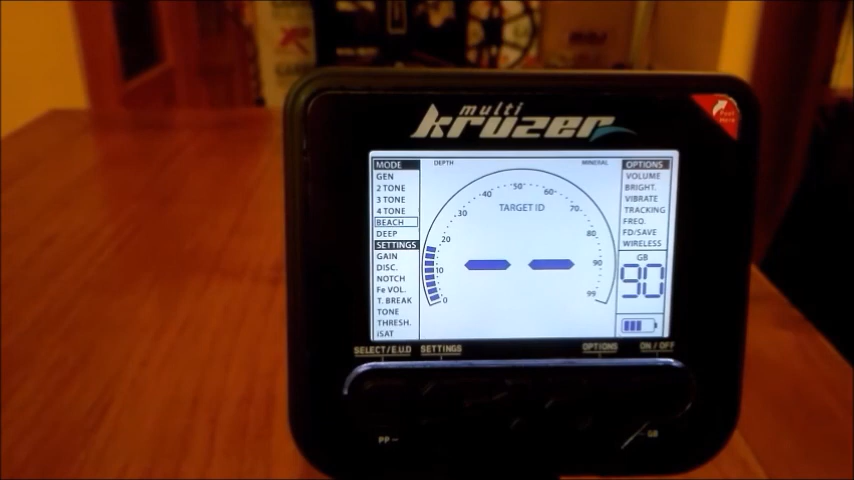 multi
Kruzer
MODE
GEN
2 TONE
3 TONE
4 TONE
BEACH
DEEP
SETTINGS
GAIN
DISC.
NOTCH
Fe VOL.
T. BREAK
TONE
THRESH.
iSAT
DEPTH
MINERAL
TARGET ID
0
10
20
30
40
50
60
70
80
90
99
OPTIONS
VOLUME
BRIGHT.
VIBRATE
TRACKING
FREQ.
FD/SAVE
WIRELESS
GB
90
SELECT/E.U.D
SETTINGS
OPTIONS
ON / OFF
PP
GB